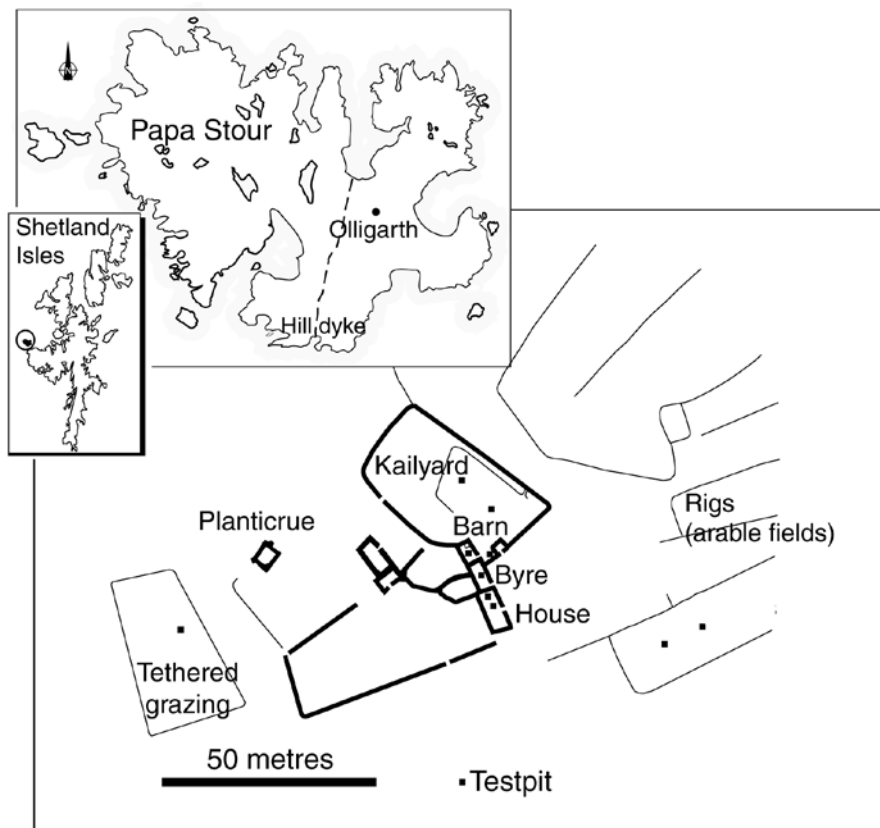 Papa Stour
Olligarth
Hill dyke
Shetland
Isles
Kailyard
Barn
Byre
House
Planticrue
Rigs
(arable fields)
Tethered
grazing
50 metres
Testpit